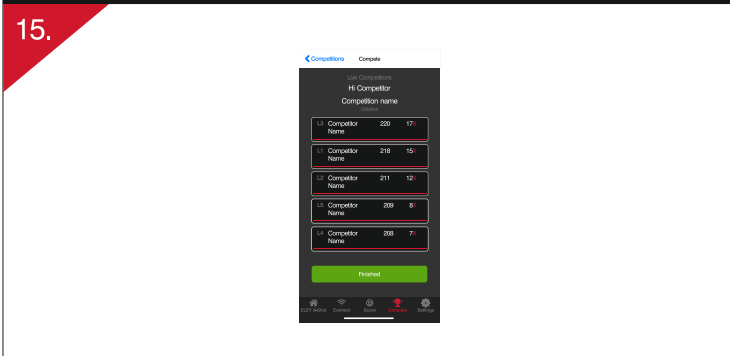 15.
Competitions Compete
Live Competitions
Hi Competitor
Competition name
Distance
L3 Competitor Name 220 17X
L1 Competitor Name 218 15X
L2 Competitor Name 211 12X
L5 Competitor Name 209 8X
L4 Competitor Name 208 7X
Finished
ELEY N-Shot Connect Score Compete Settings